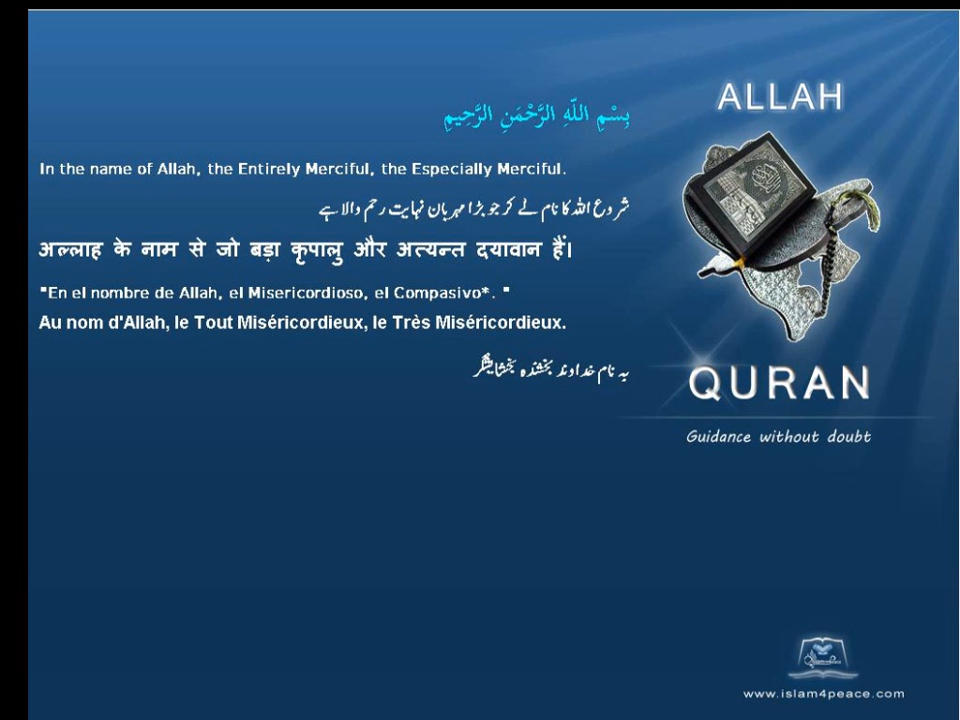 بِسْمِ اللّهِ الرَّحْمَنِ الرَّحِيمِ
In the name of Allah, the Entirely Merciful, the Especially Merciful.
شروع الله کا نام لے کر جو بڑا مہربان نہایت رحم والا ہے
अल्लाह के नाम से जो बड़ा कृपालु और अत्यन्त दयावान हैं।
"En el nombre de Allah, el Misericordioso, el Compasivo*. "
Au nom d'Allah, le Tout Miséricordieux, le Très Miséricordieux.
به نام خداوند بخشنده بخشایشگر
ALLAH
QURAN
Guidance without doubt
www.islam4peace.com